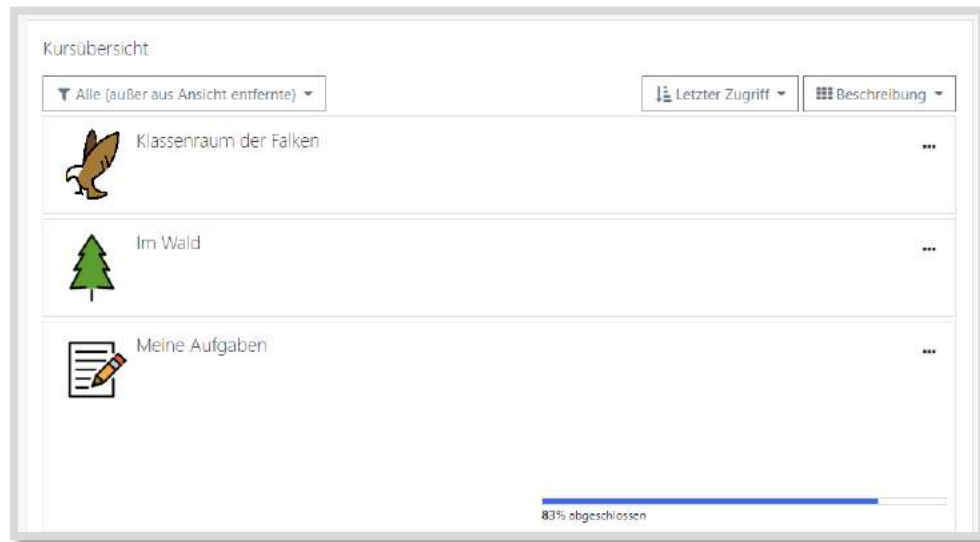 Kursübersicht
Alle (außer aus Ansicht entfernte)
Letzter Zugriff
Beschreibung
Klassenraum der Falken
Im Wald
Meine Aufgaben
83% abgeschlossen